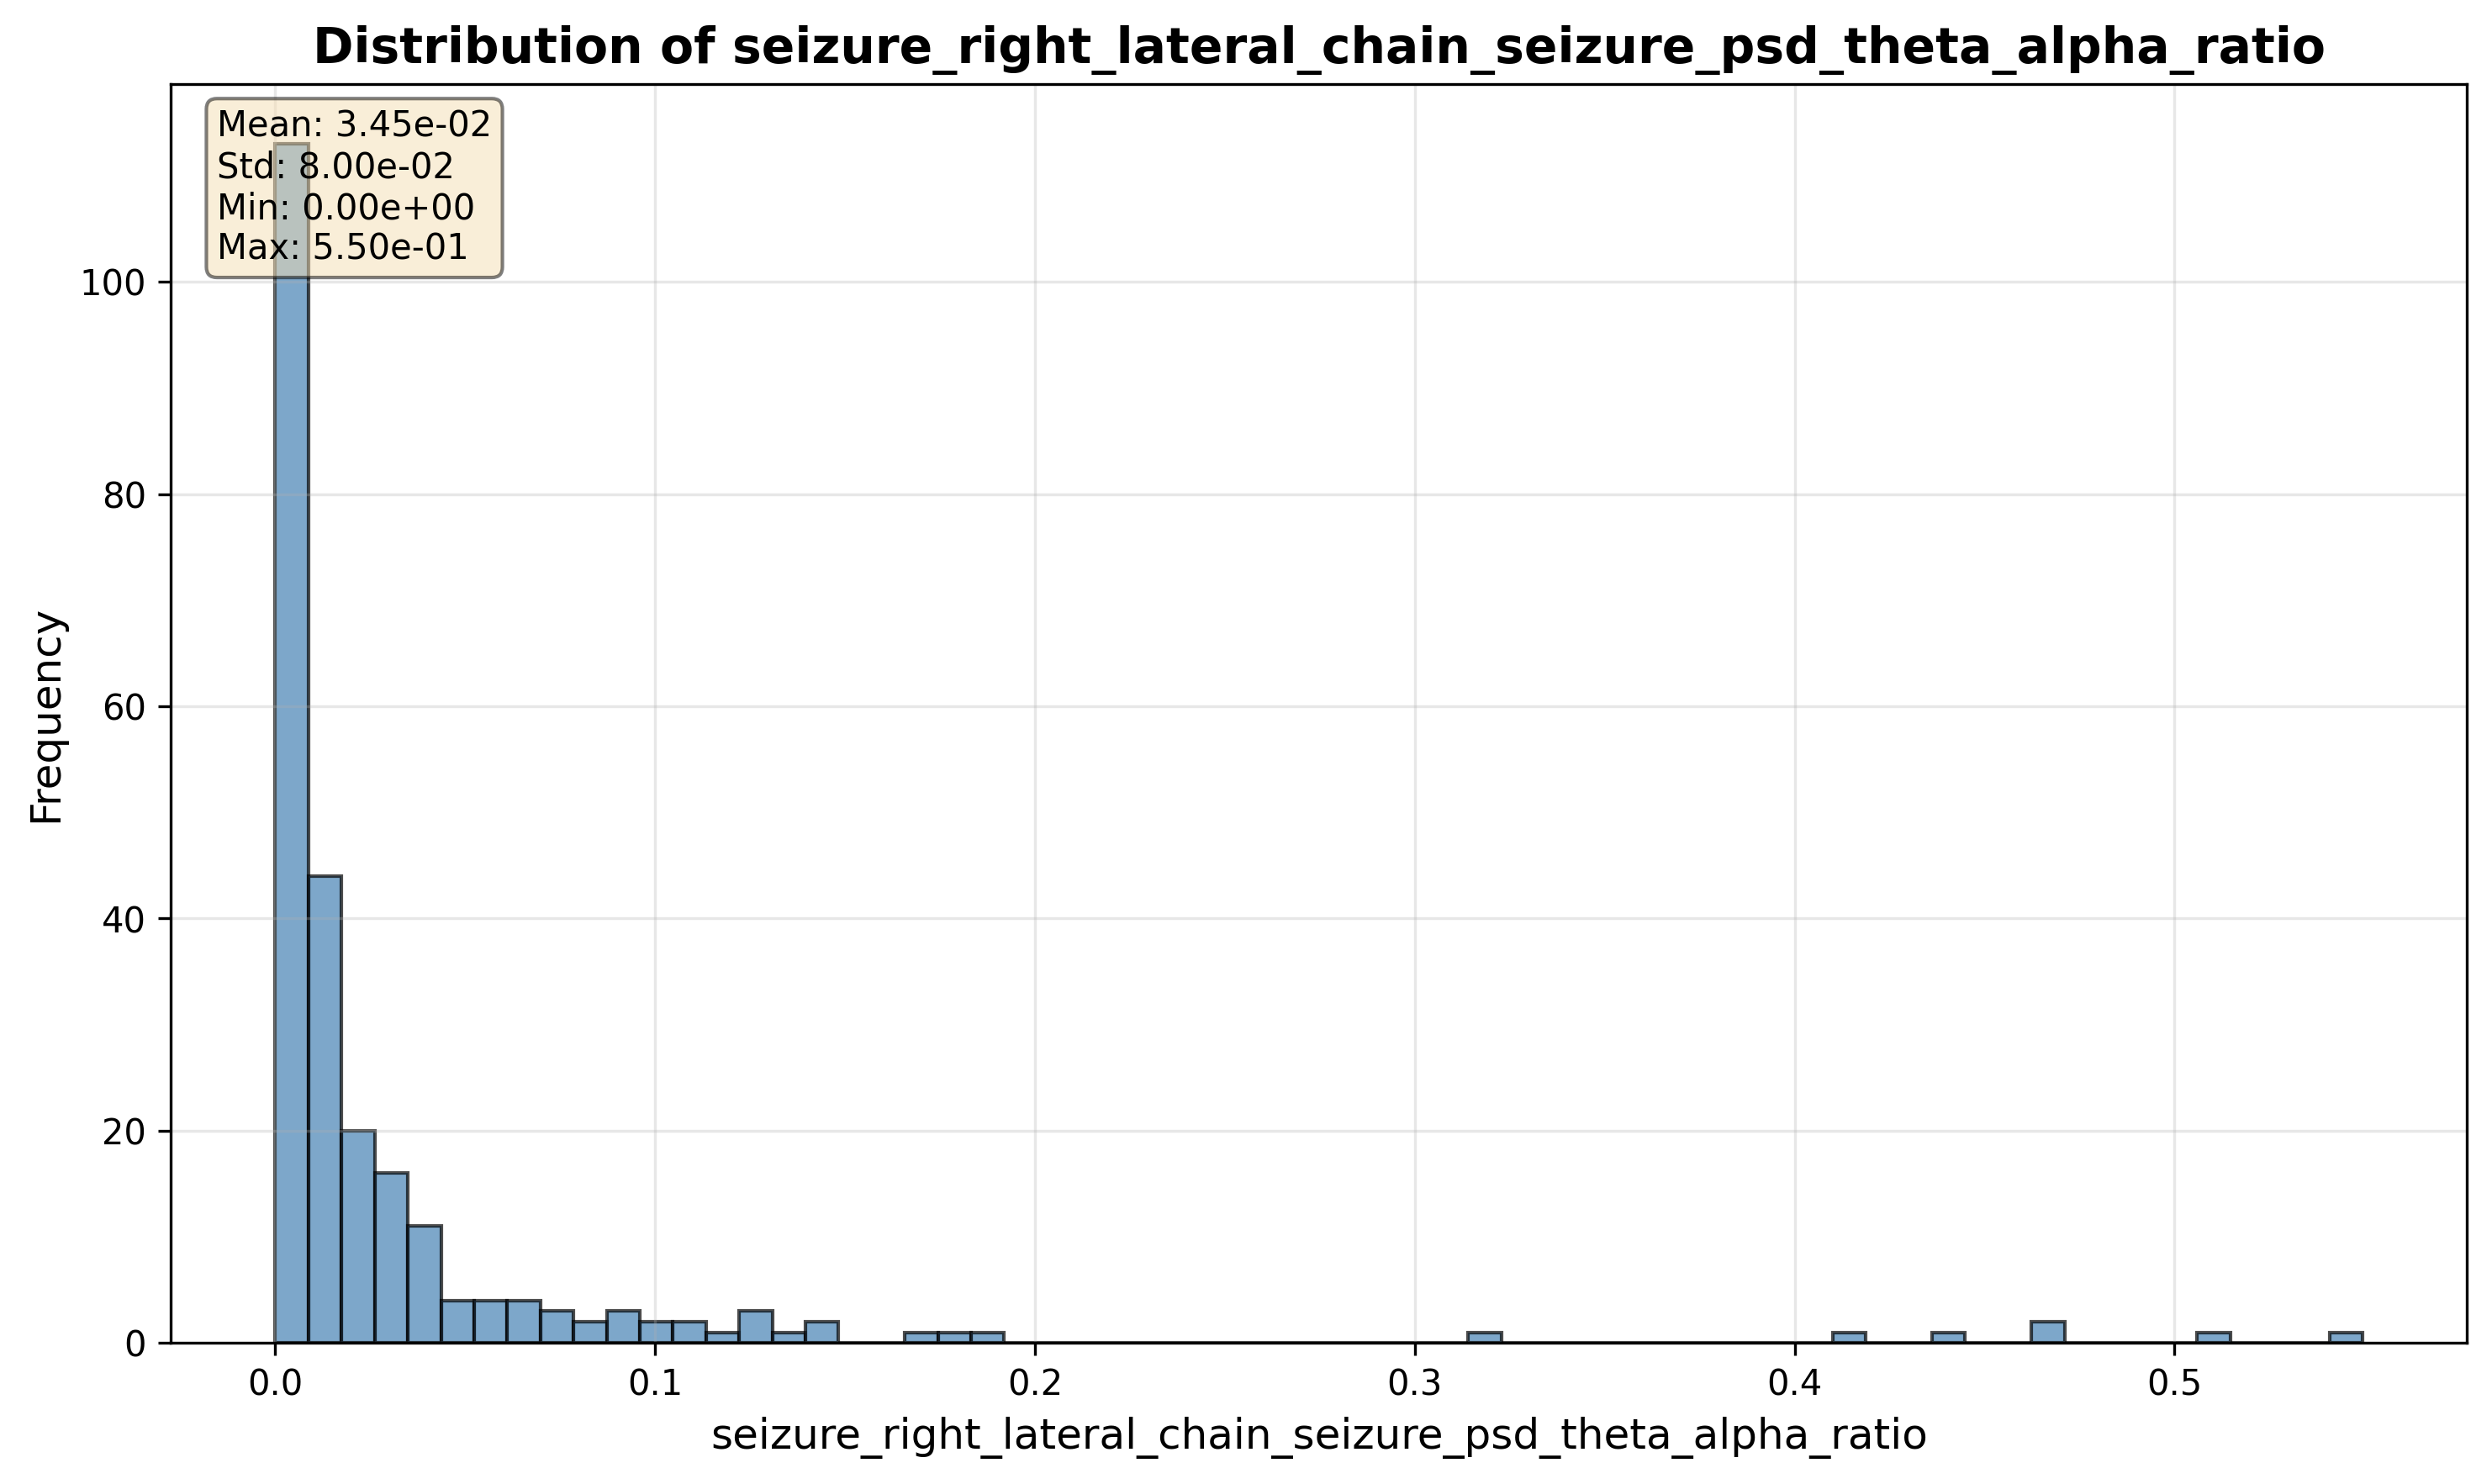 Distribution of seizure_right_lateral_chain_seizure_psd_theta_alpha_ratio
Mean: 3.45e-02
Std: 8.00e-02
Min: 0.00e+00
Max: 5.50e-01
100
80
60
40
20
0
Frequency
0.0 0.1 0.2 0.3 0.4 0.5
seizure_right_lateral_chain_seizure_psd_theta_alpha_ratio